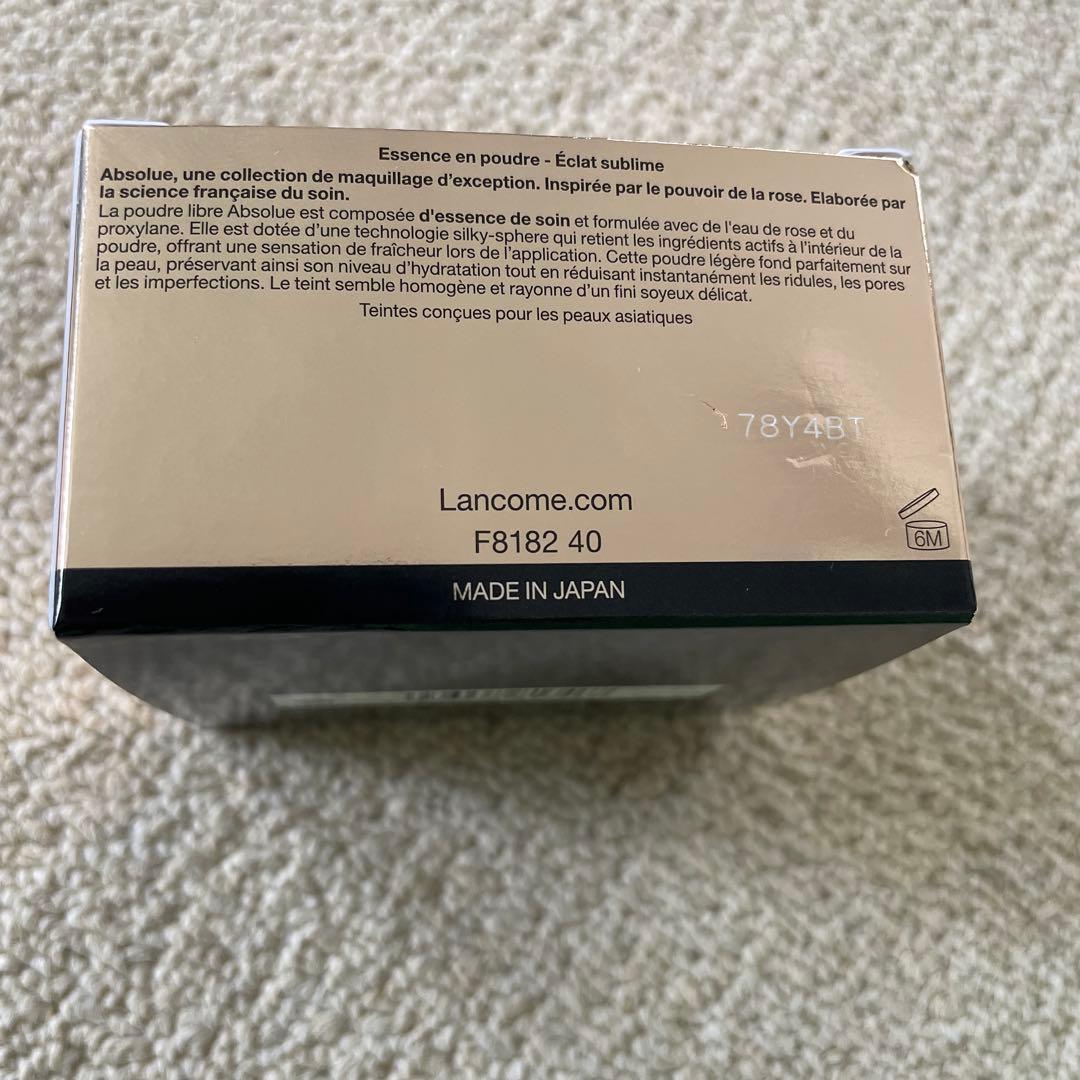 Essence en poudre - Éclat sublime
Absolue, une collection de maquillage d'exception. Inspirée par le pouvoir de la rose. Elaborée par
la science française du soin.
La poudre libre Absolue est composée d'essence de soin et formulée avec de l'eau de rose et du
proxylane. Elle est dotée d'une technologie silky-sphere qui retient les ingrédients actifs à l'intérieur de la
poudre, offrant une sensation de fraîcheur lors de l'application. Cette poudre légère fond parfaitement sur
la peau, préservant ainsi son niveau d'hydratation tout en réduisant instantanément les ridules, les pores
et les imperfections. Le teint semble homogène et rayonne d'un fini soyeux délicat.
Teintes conçues pour les peaux asiatiques
78Y4BT
Lancome.com
F8182 40
6M
MADE IN JAPAN